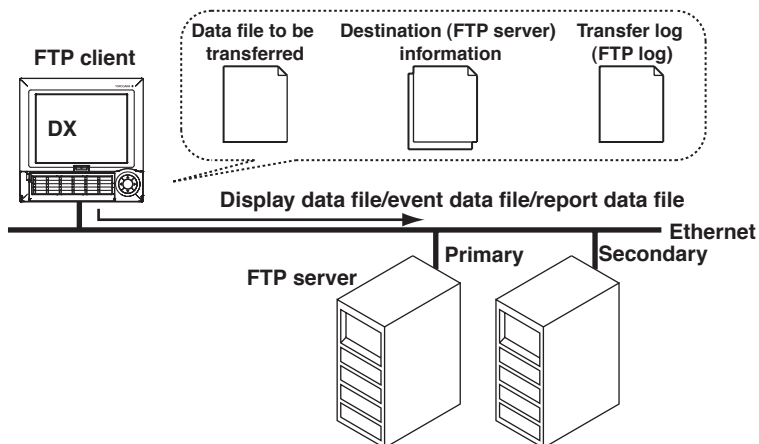 Data file to be
transferred
Destination (FTP server)
information
Transfer log
(FTP log)
FTP client
DX
Display data file/event data file/report data file
Ethernet
Primary
Secondary
FTP server